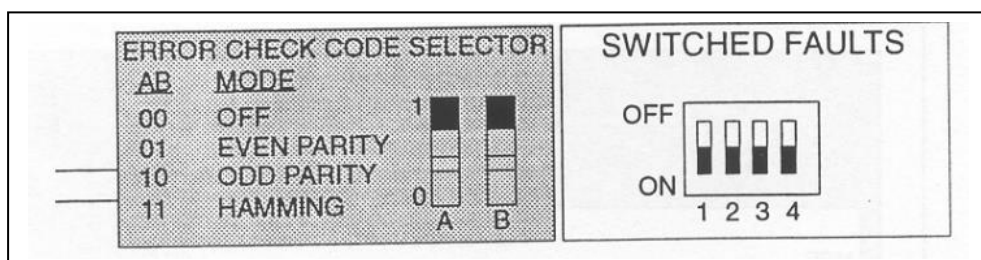 ERROR CHECK CODE SELECTOR
AB MODE
00 OFF
01 EVEN PARITY
10 ODD PARITY
11 HAMMING
1
0
A B
SWITCHED FAULTS
OFF
ON
1 2 3 4